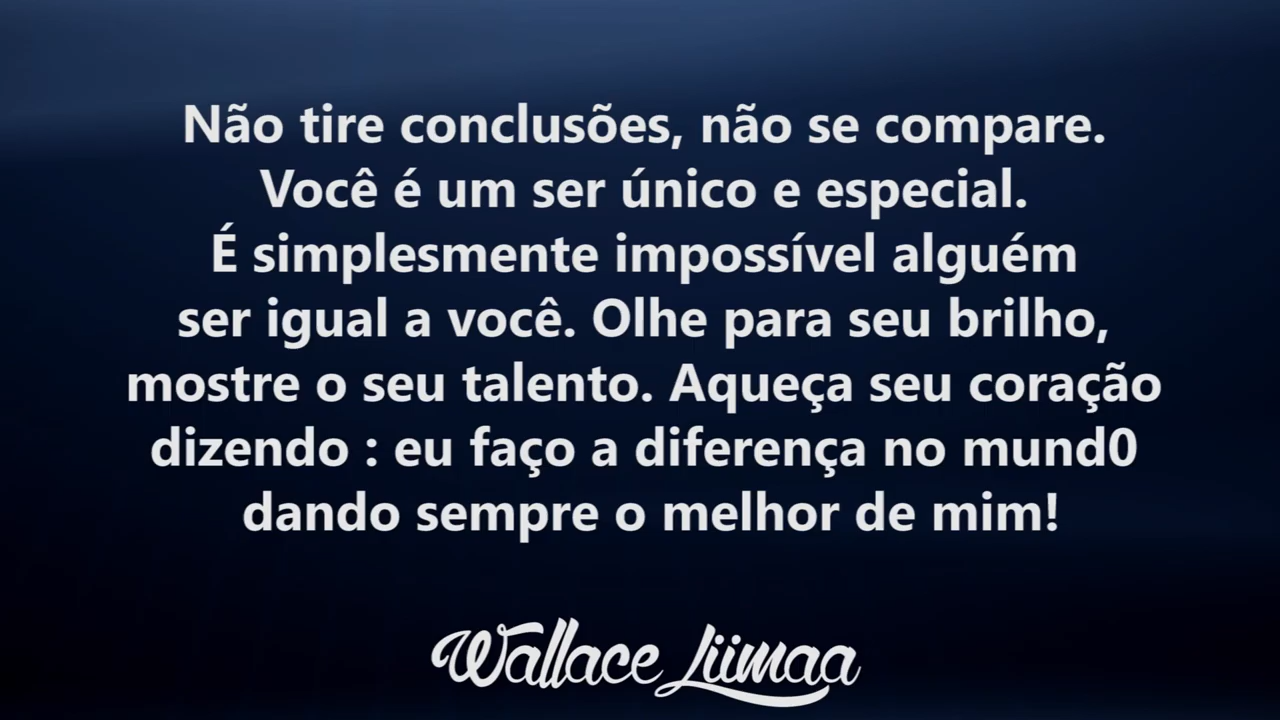 Não tire conclusões, não se compare.
Você é um ser único e especial.
É simplesmente impossível alguém
ser igual a você. Olhe para seu brilho,
mostre o seu talento. Aqueça seu coração
dizendo : eu faço a diferença no mund0
dando sempre o melhor de mim!
Wallace Liimaa